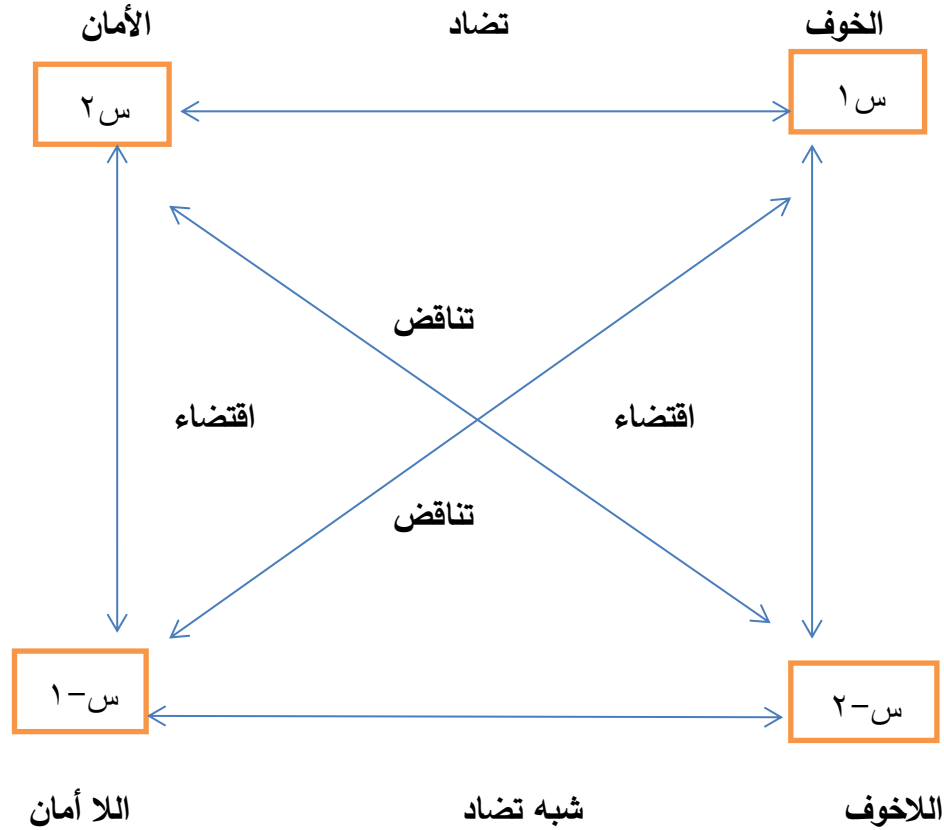 الخوف
تضاد
الأمان
س١
س٢
تناقض
اقتضاء
اقتضاء
تناقض
س-٢
س-١
اللاخوف
شبه تضاد
اللا أمان